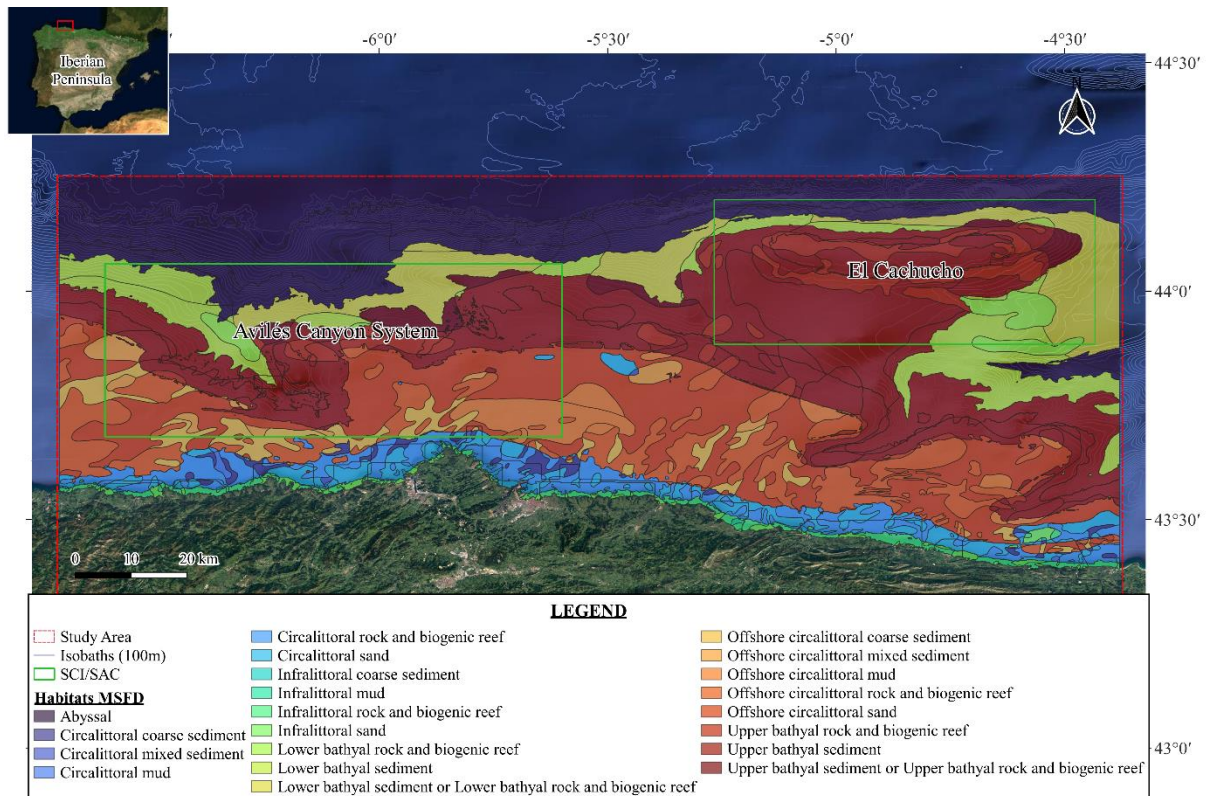 Iberian
Peninsula
'
-6°0'
-5°30'
-5°0'
-4°30'
44°30'
N
El Cachucho
44°0'
Avilés Canyon System
43°30'
0 10 20 km
43°0'
LEGEND
Study Area
Isobaths (100m)
SCI/SAC
Habitats MSFD
Abyssal
Circalittoral coarse sediment
Circalittoral mixed sediment
Circalittoral mud
Circalittoral rock and biogenic reef
Circalittoral sand
Infralittoral coarse sediment
Infralittoral mud
Infralittoral rock and biogenic reef
Infralittoral sand
Lower bathyal rock and biogenic reef
Lower bathyal sediment
Lower bathyal sediment or Lower bathyal rock and biogenic reef
Offshore circalittoral coarse sediment
Offshore circalittoral mixed sediment
Offshore circalittoral mud
Offshore circalittoral rock and biogenic reef
Offshore circalittoral sand
Upper bathyal rock and biogenic reef
Upper bathyal sediment
Upper bathyal sediment or Upper bathyal rock and biogenic reef